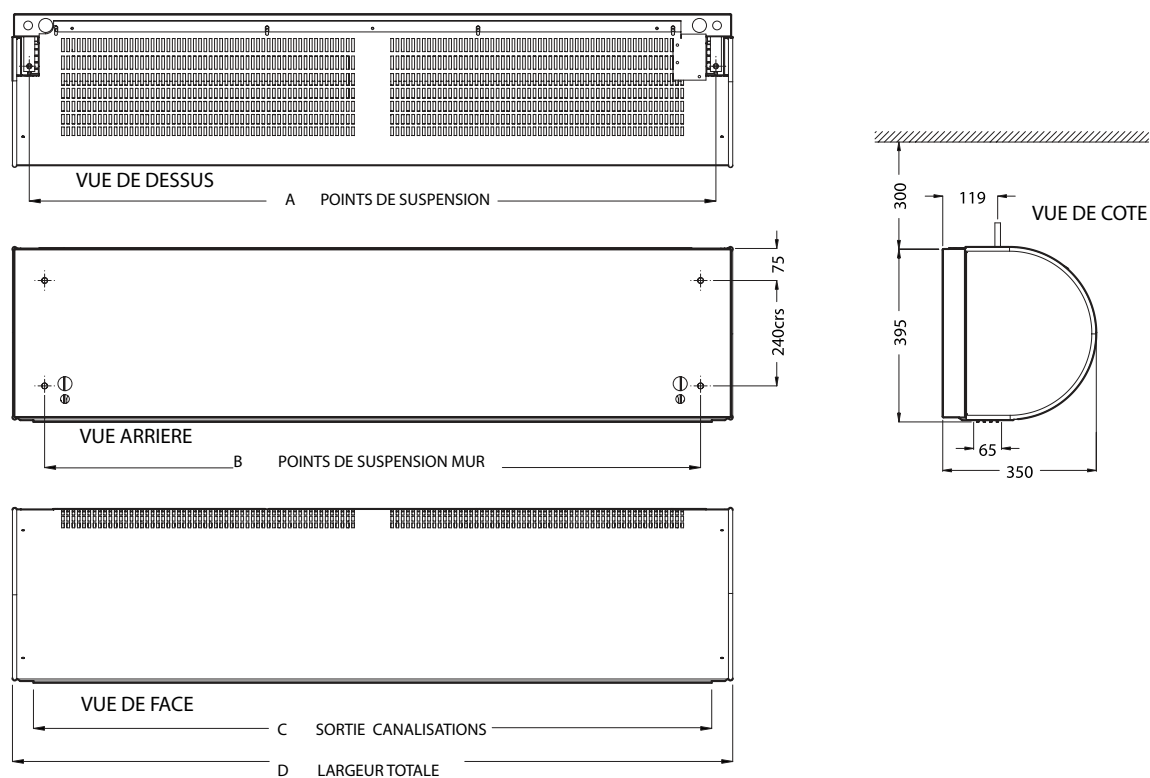 VUE DE DESSUS
A POINTS DE SUSPENSION
300
119
VUE DE COTE
75
240crs
395
VUE ARRIERE
B POINTS DE SUSPENSION MUR
65
350
VUE DE FACE
C SORTIE CANALISATIONS
D LARGEUR TOTALE